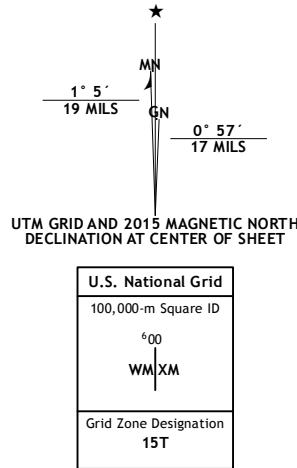 ★
MN
1° 5´
19 MILS
GN
0° 57´
17 MILS
UTM GRID AND 2015 MAGNETIC NORTH
DECLINATION AT CENTER OF SHEET
U.S. National Grid
100,000-m Square ID
⁶00
WM XM
Grid Zone Designation
15T